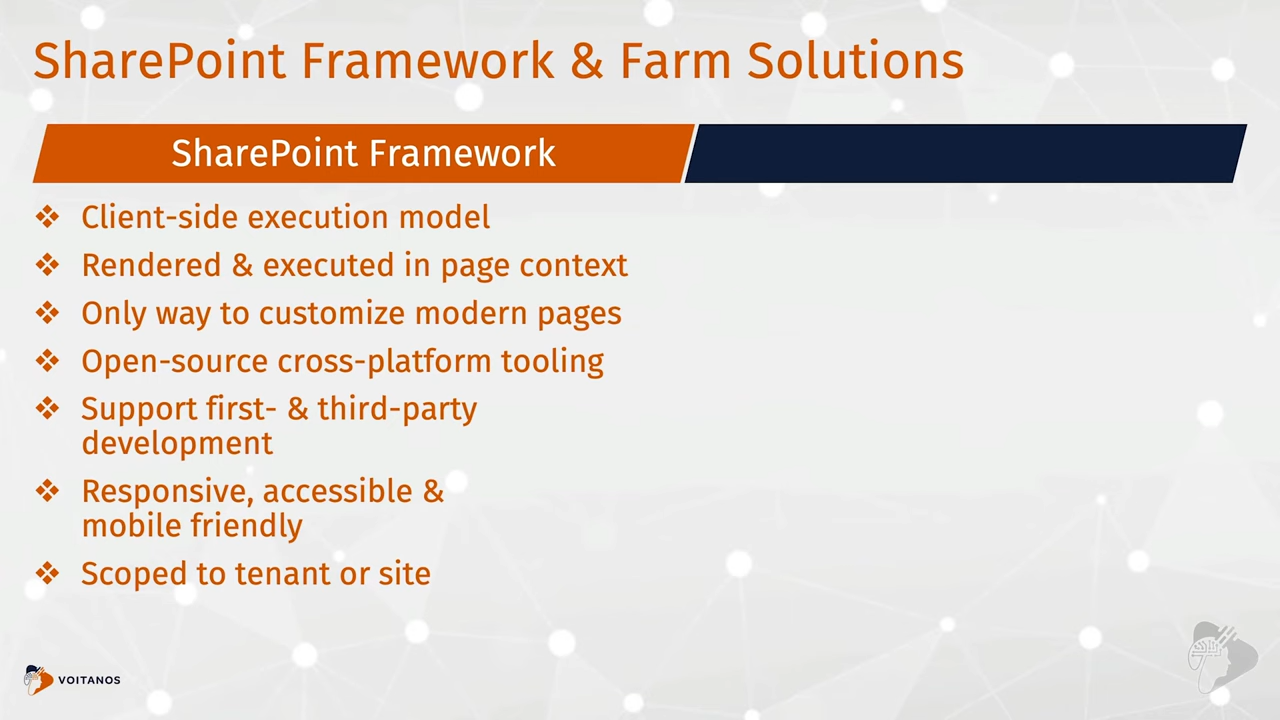 SharePoint Framework & Farm Solutions
SharePoint Framework
❖ Client-side execution model
❖ Rendered & executed in page context
❖ Only way to customize modern pages
❖ Open-source cross-platform tooling
❖ Support first- & third-party
development
❖ Responsive, accessible &
mobile friendly
❖ Scoped to tenant or site
VOITANOS